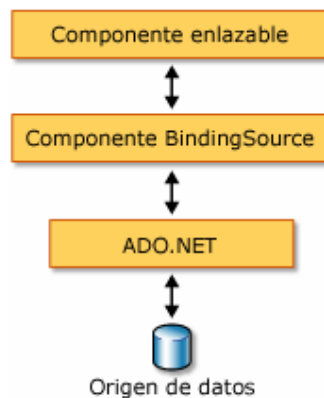 Componente enlazable
Componente BindingSource
ADO.NET
Origen de datos